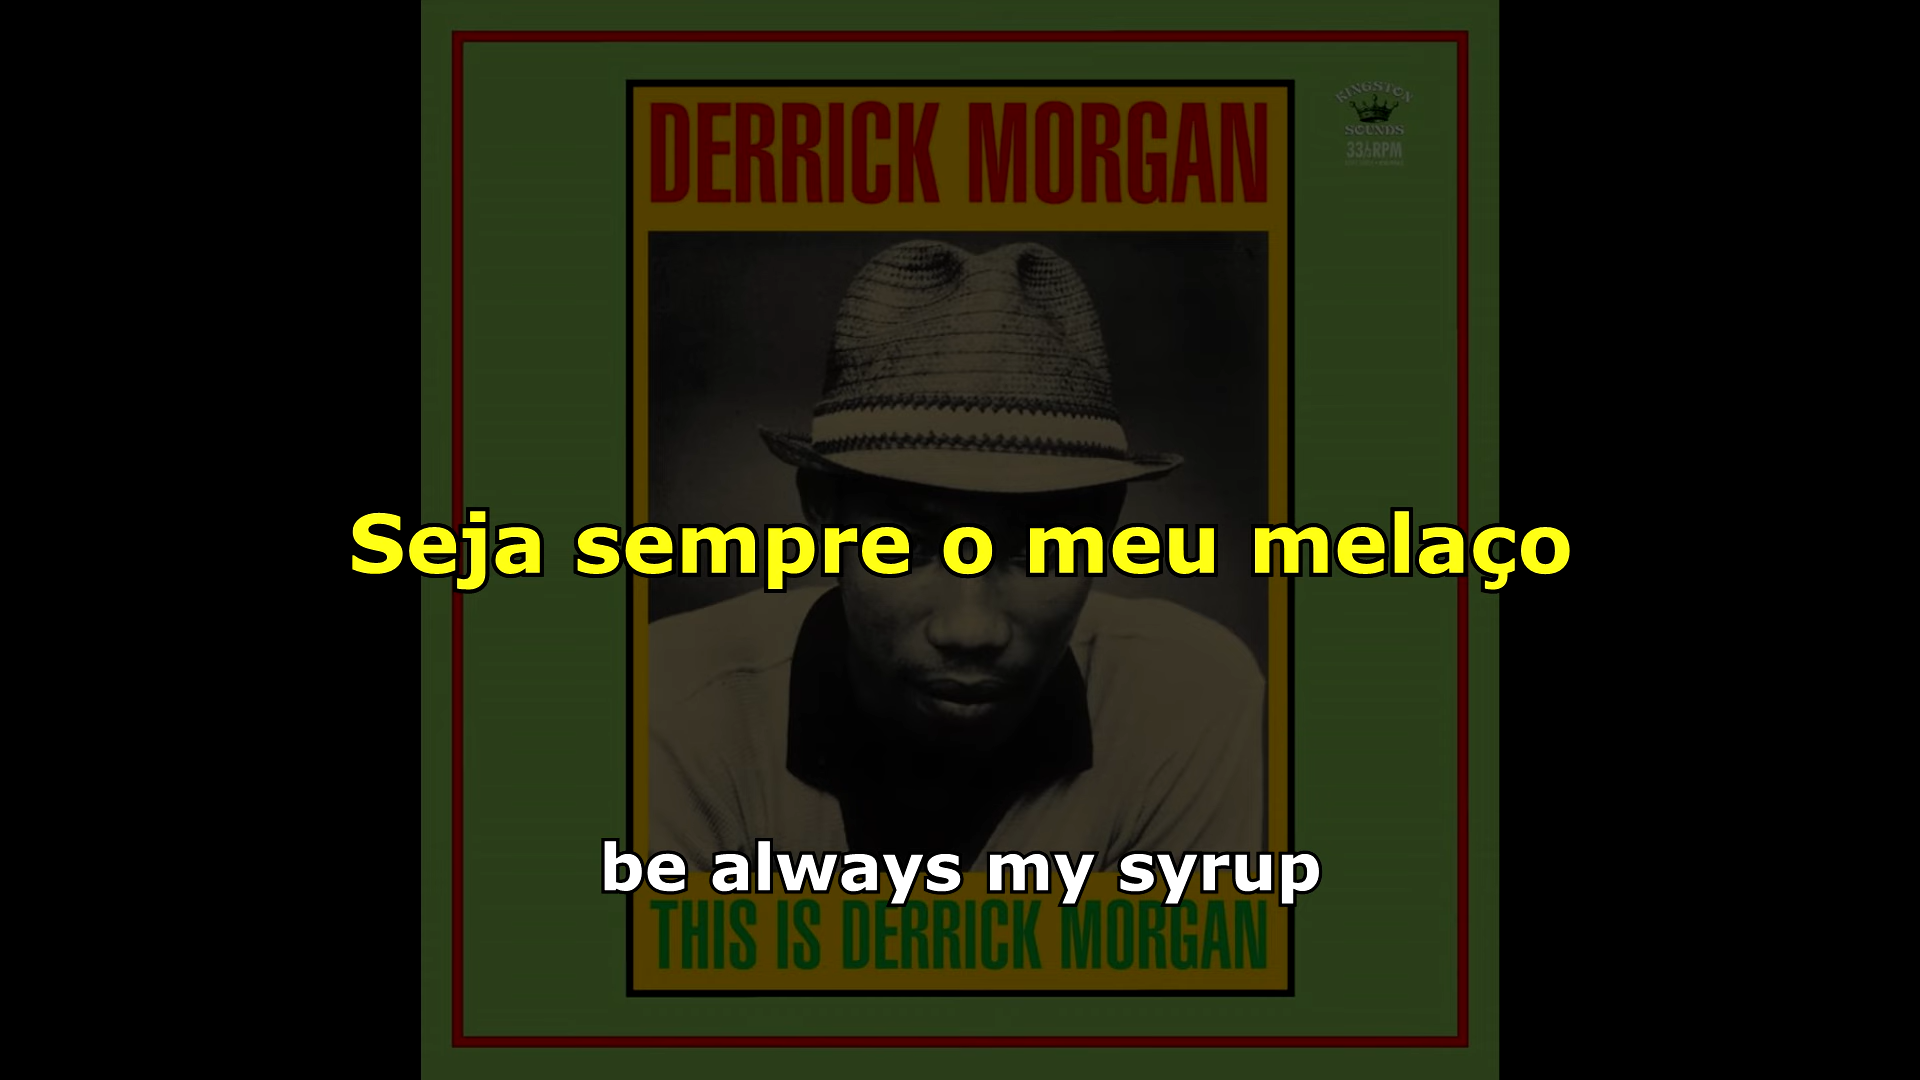 DERRICK MORGAN
KINGSTON
SOUNDS
33⅓RPM
Seja sempre o meu melaço
be always my syrup
THIS IS DERRICK MORGAN